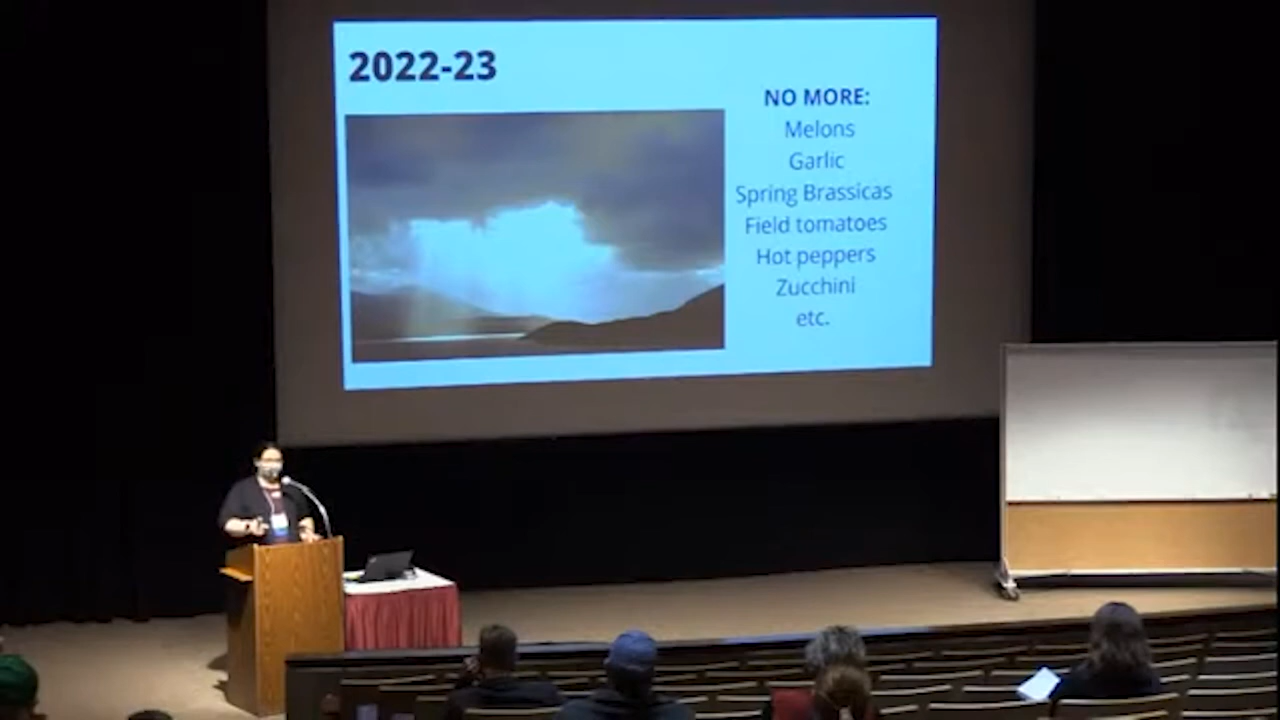 2022-23
NO MORE:
Melons
Garlic
Spring Brassicas
Field tomatoes
Hot peppers
Zucchini
etc.